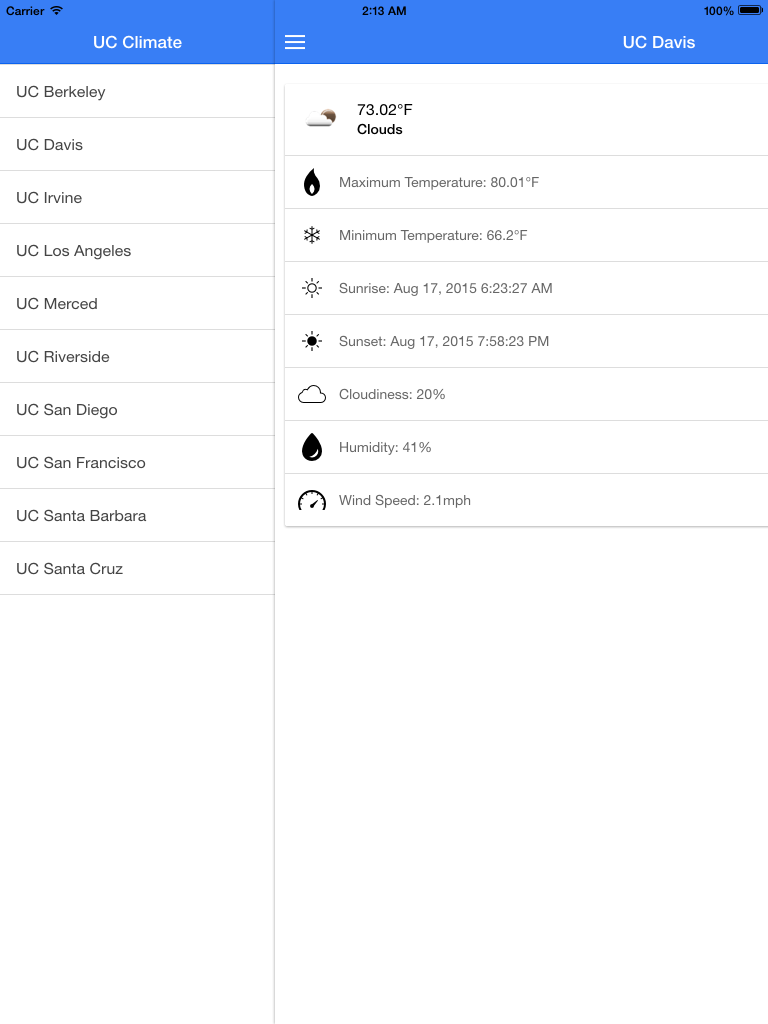 Carrier
2:13 AM
100%
UC Climate
UC Davis
UC Berkeley
UC Davis
UC Irvine
UC Los Angeles
UC Merced
UC Riverside
UC San Diego
UC San Francisco
UC Santa Barbara
UC Santa Cruz
73.02°F
Clouds
Maximum Temperature: 80.01°F
Minimum Temperature: 66.2°F
Sunrise: Aug 17, 2015 6:23:27 AM
Sunset: Aug 17, 2015 7:58:23 PM
Cloudiness: 20%
Humidity: 41%
Wind Speed: 2.1mph